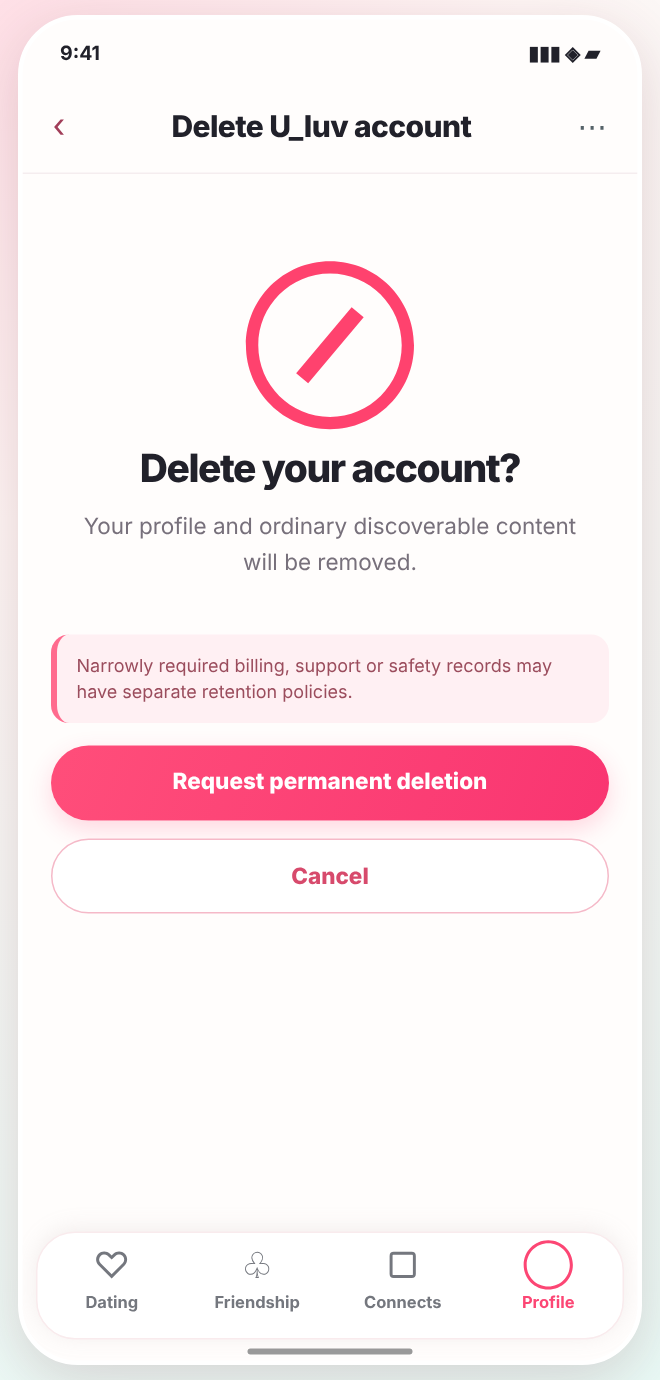 9:41
Delete U_luv account
Delete your account?
Your profile and ordinary discoverable content
will be removed.
Narrowly required billing, support or safety records may
have separate retention policies.
Request permanent deletion
Cancel
Dating
Friendship
Connects
Profile